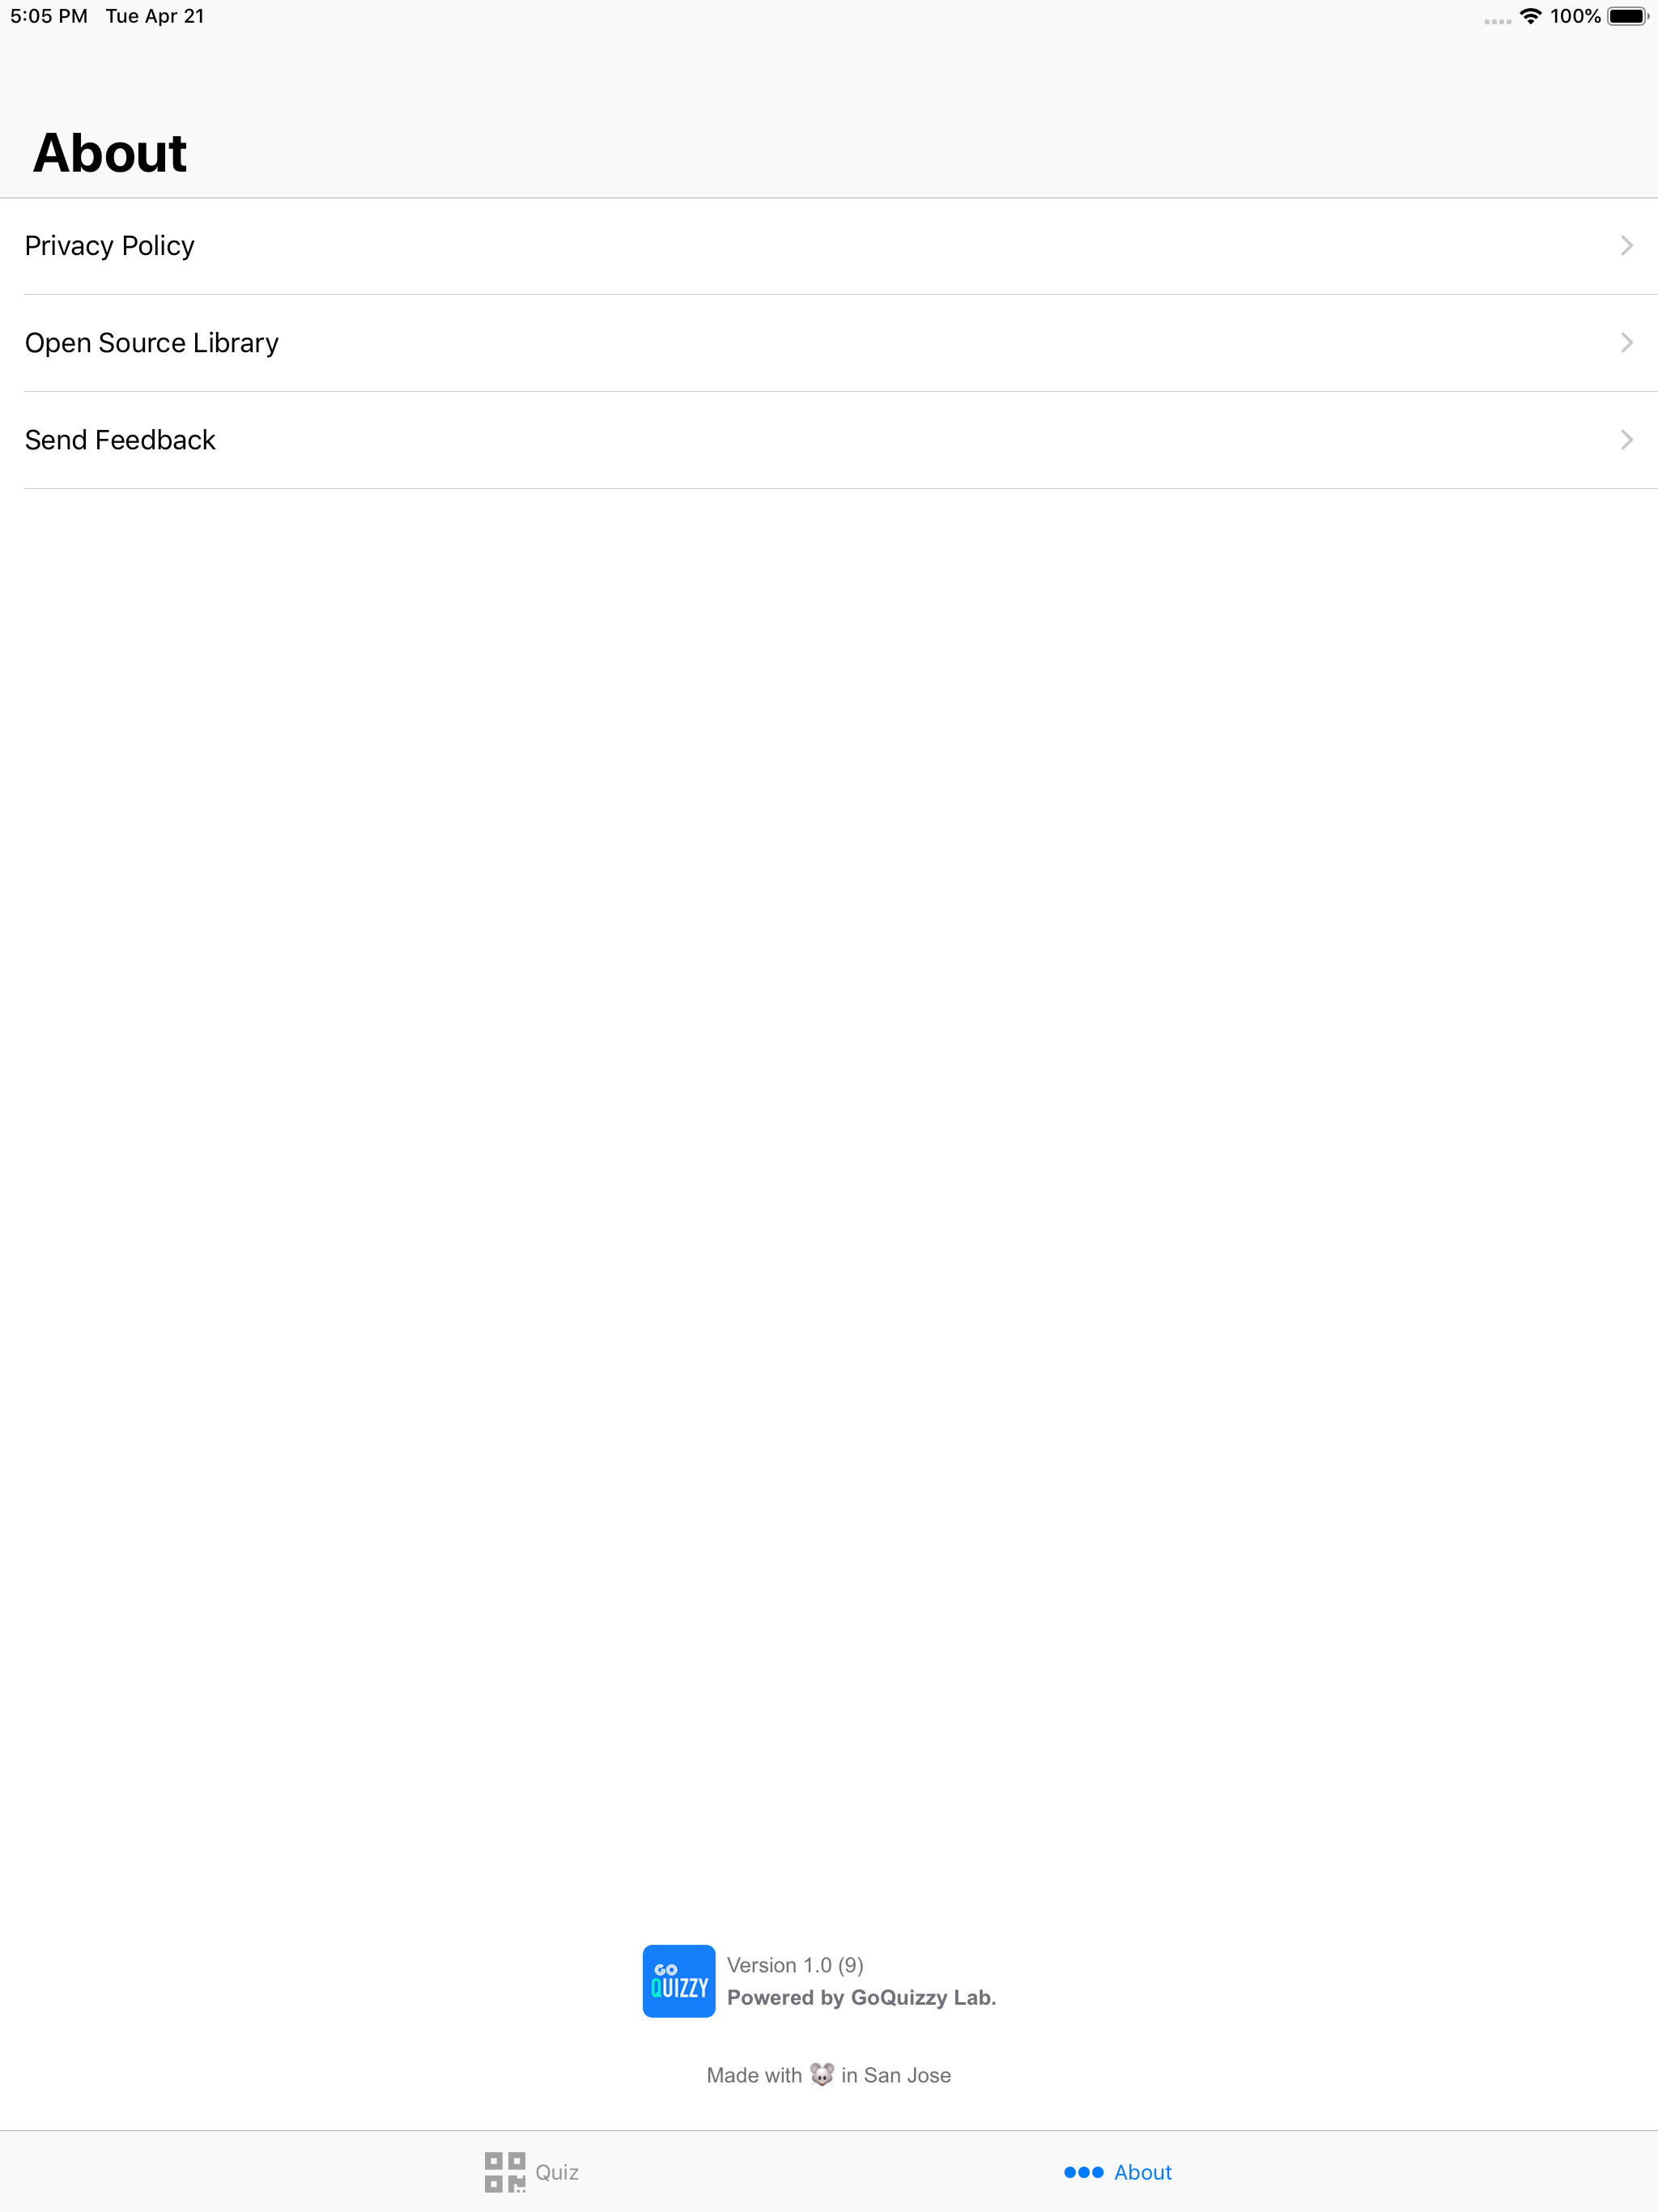 5:05 PM Tue Apr 21 100%
About
Privacy Policy
Open Source Library
Send Feedback
GO
QUIZZY
Version 1.0 (9)
Powered by GoQuizzy Lab.
Made with 🐭 in San Jose
Quiz About